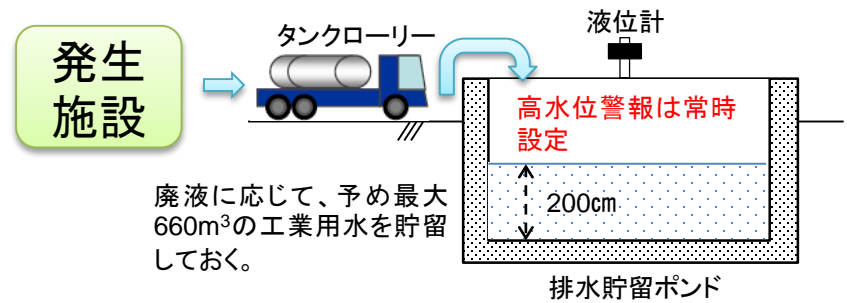 発生
施設
タンクローリー
液位計
高水位警報は常時
設定
200㎝
廃液に応じて、予め最大
660m³の工業用水を貯留
しておく。
排水貯留ポンド